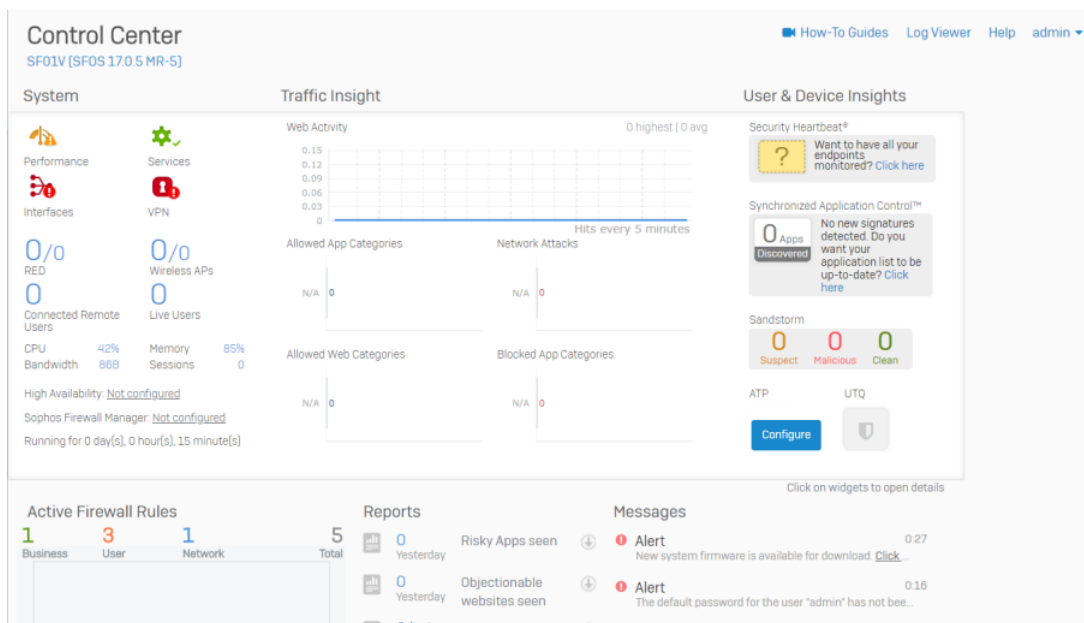 Control Center
How-To Guides Log Viewer Help admin
SF01V (SFOS 17.0.5 MR-5)
System
Traffic Insight
User & Device Insights
Performance Services
Interfaces VPN
0/0 0/0
RED Wireless APs
0 0
Connected Remote Live Users
Users
CPU 42% Memory 85%
Bandwidth 86B Sessions 0
High Availability: Not configured
Sophos Firewall Manager: Not configured
Running for 0 day(s), 0 hour(s), 15 minute(s)
Web Activity 0 highest | 0 avg
0.15
0.12
0.09
0.06
0.03
0
Hits every 5 minutes
Allowed App Categories Network Attacks
N/A 0 N/A 0
Allowed Web Categories Blocked App Categories
N/A 0 N/A 0
Security Heartbeat®
?
Want to have all your
endpoints
monitored? Click here
Synchronized Application Control™
0 Apps
Discovered
No new signatures
detected. Do you
want your
application list to be
up-to-date? Click
here
Sandstorm
0 0 0
Suspect Malicious Clean
ATP UTQ
Configure
Click on widgets to open details
Active Firewall Rules
1 3 1 5
Business User Network Total
Reports
0 Risky Apps seen
Yesterday
0 Objectionable
Yesterday websites seen
Messages
Alert 0:27
New system firmware is available for download. Click...
Alert 0:16
The default password for the user "admin" has not bee...